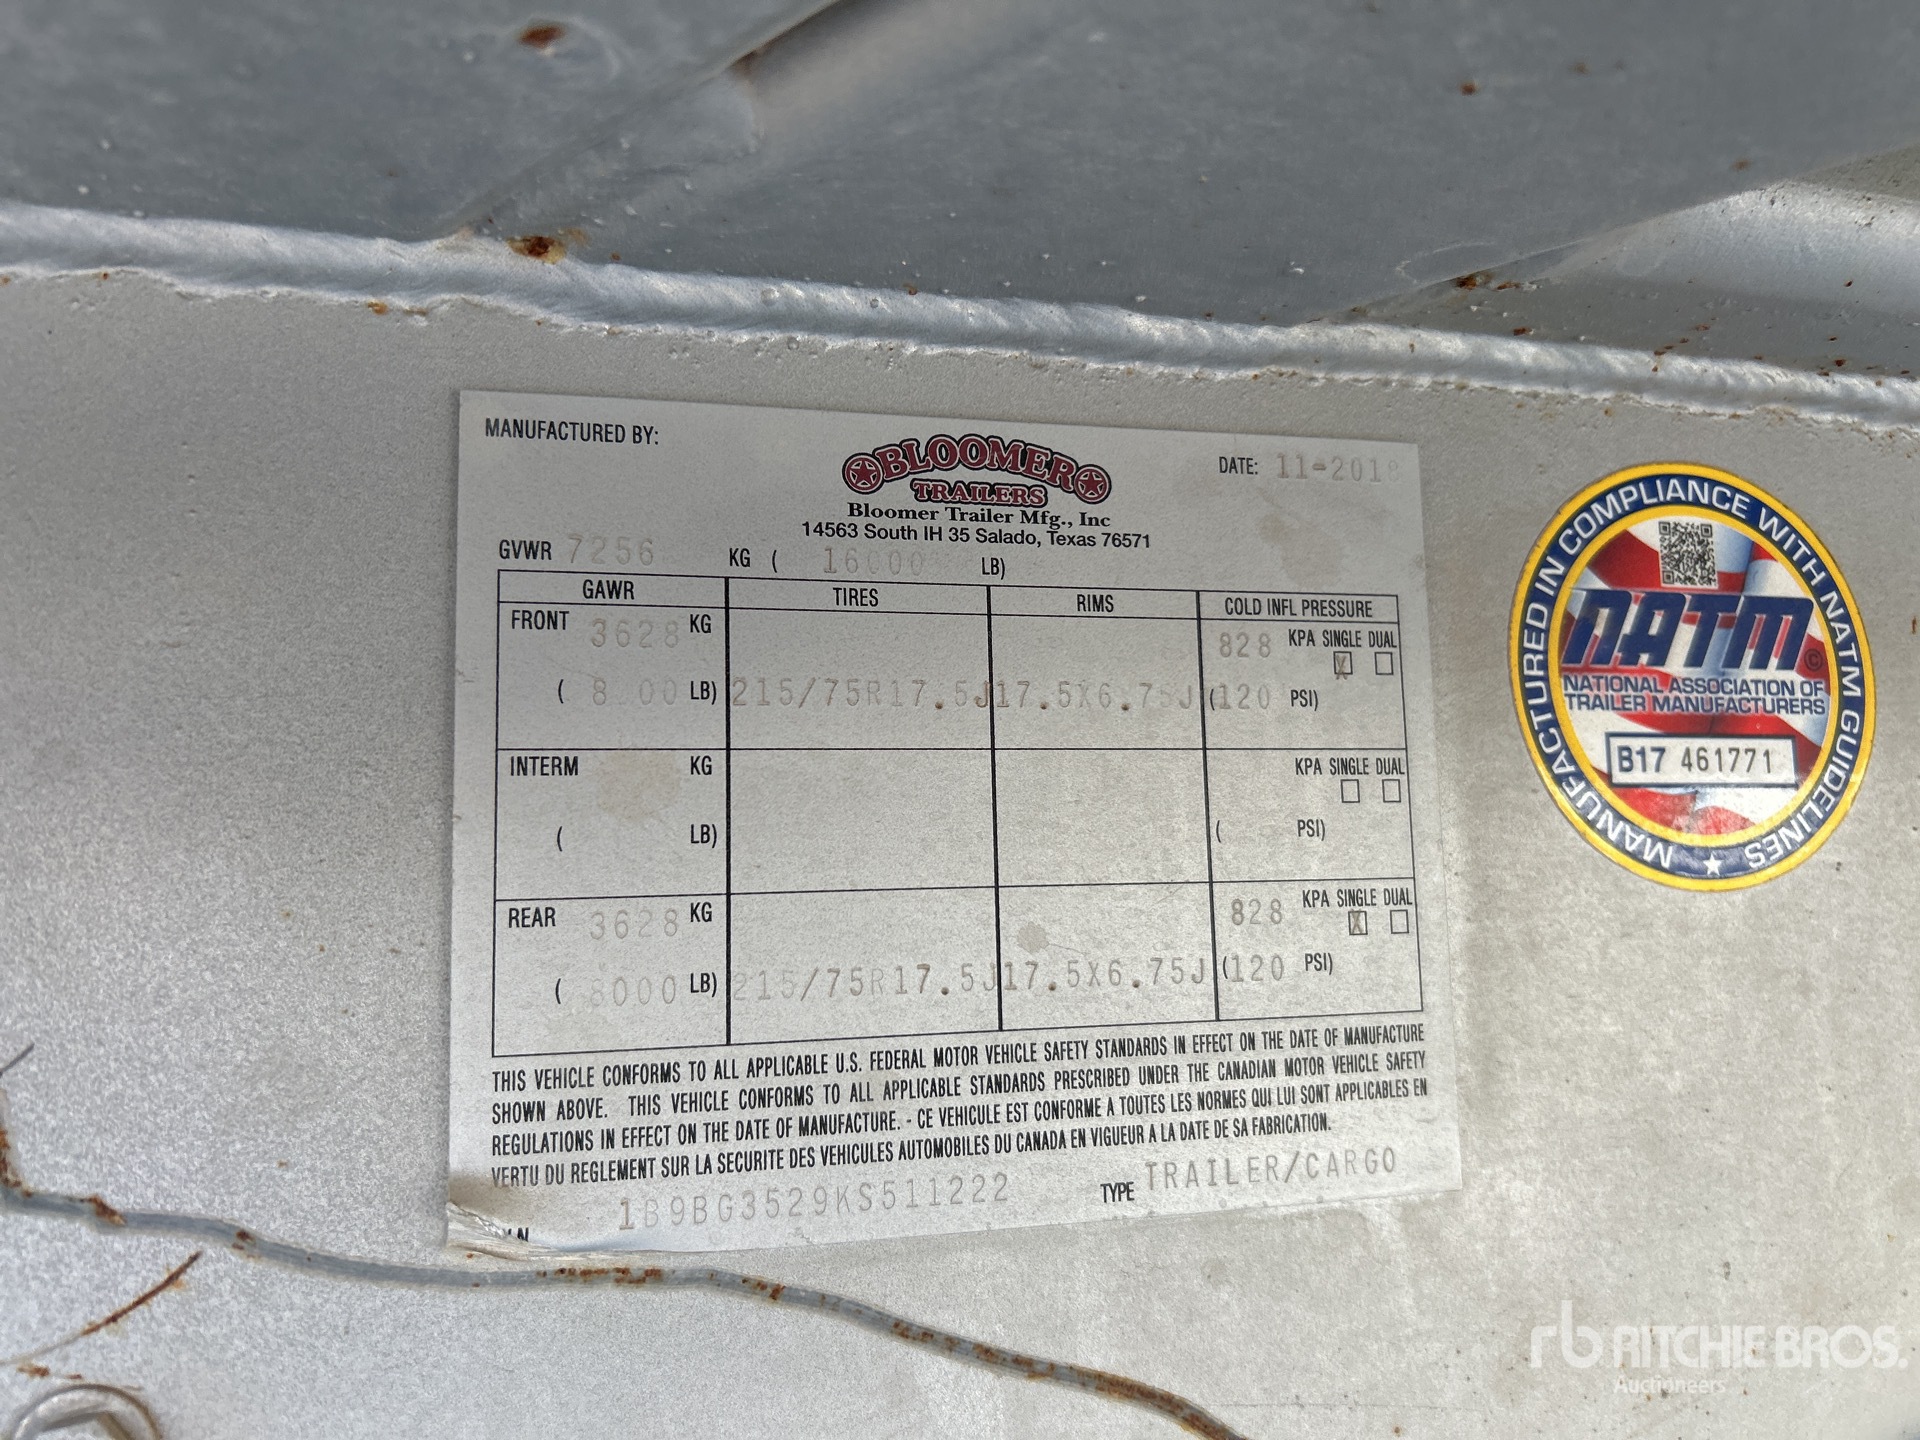 MANUFACTURED BY:
BLOOMER
TRAILERS
Bloomer Trailer Mfg., Inc
14563 South IH 35 Salado, Texas 76571
DATE: 11-201
GVWR 7256 KG ( 16000 LB)
GAWR TIRES RIMS COLD INFL PRESSURE
FRONT 3628 KG 828 KPA SINGLE DUAL
X
( 8 00 LB) 215/75R17.5J 17.5X6.75J (120 PSI)
INTERM KG KPA SINGLE DUAL
( LB) ( PSI)
REAR 3628 KG 828 KPA SINGLE DUAL
X
( 8000 LB) 215/75R17.5J 17.5X6.75J (120 PSI)
THIS VEHICLE CONFORMS TO ALL APPLICABLE U.S. FEDERAL MOTOR VEHICLE SAFETY STANDARDS IN EFFECT ON THE DATE OF MANUFACTURE
SHOWN ABOVE. THIS VEHICLE CONFORMS TO ALL APPLICABLE STANDARDS PRESCRIBED UNDER THE CANADIAN MOTOR VEHICLE SAFETY
REGULATIONS IN EFFECT ON THE DATE OF MANUFACTURE. - CE VEHICULE EST CONFORME A TOUTES LES NORMES QUI LUI SONT APPLICABLES EN
VERTU DU REGLEMENT SUR LA SECURITE DES VEHICULES AUTOMOBILES DU CANADA EN VIGUEUR A LA DATE DE SA FABRICATION.
1B9BG3529KS511222 TYPE TRAILER/CARGO
MANUFACTURED IN COMPLIANCE WITH NATM GUIDELINES
NATM©
NATIONAL ASSOCIATION OF
TRAILER MANUFACTURERS
B17 461771
rb RITCHIE BROS.
Auctioneers